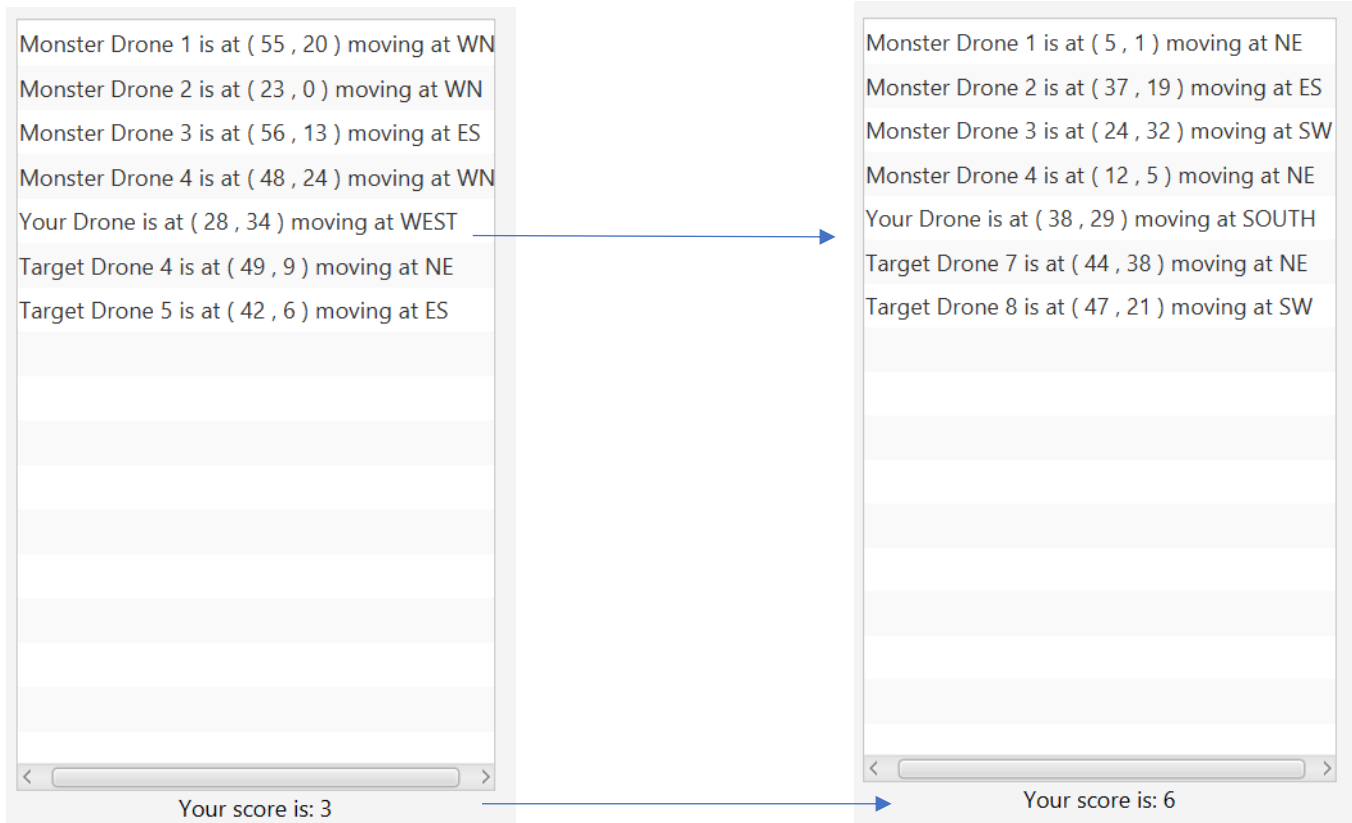 Monster Drone 1 is at ( 55 , 20 ) moving at WN
Monster Drone 2 is at ( 23 , 0 ) moving at WN
Monster Drone 3 is at ( 56 , 13 ) moving at ES
Monster Drone 4 is at ( 48 , 24 ) moving at WN
Your Drone is at ( 28 , 34 ) moving at WEST
Target Drone 4 is at ( 49 , 9 ) moving at NE
Target Drone 5 is at ( 42 , 6 ) moving at ES
Your score is: 3
Monster Drone 1 is at ( 5 , 1 ) moving at NE
Monster Drone 2 is at ( 37 , 19 ) moving at ES
Monster Drone 3 is at ( 24 , 32 ) moving at SW
Monster Drone 4 is at ( 12 , 5 ) moving at NE
Your Drone is at ( 38 , 29 ) moving at SOUTH
Target Drone 7 is at ( 44 , 38 ) moving at NE
Target Drone 8 is at ( 47 , 21 ) moving at SW
Your score is: 6